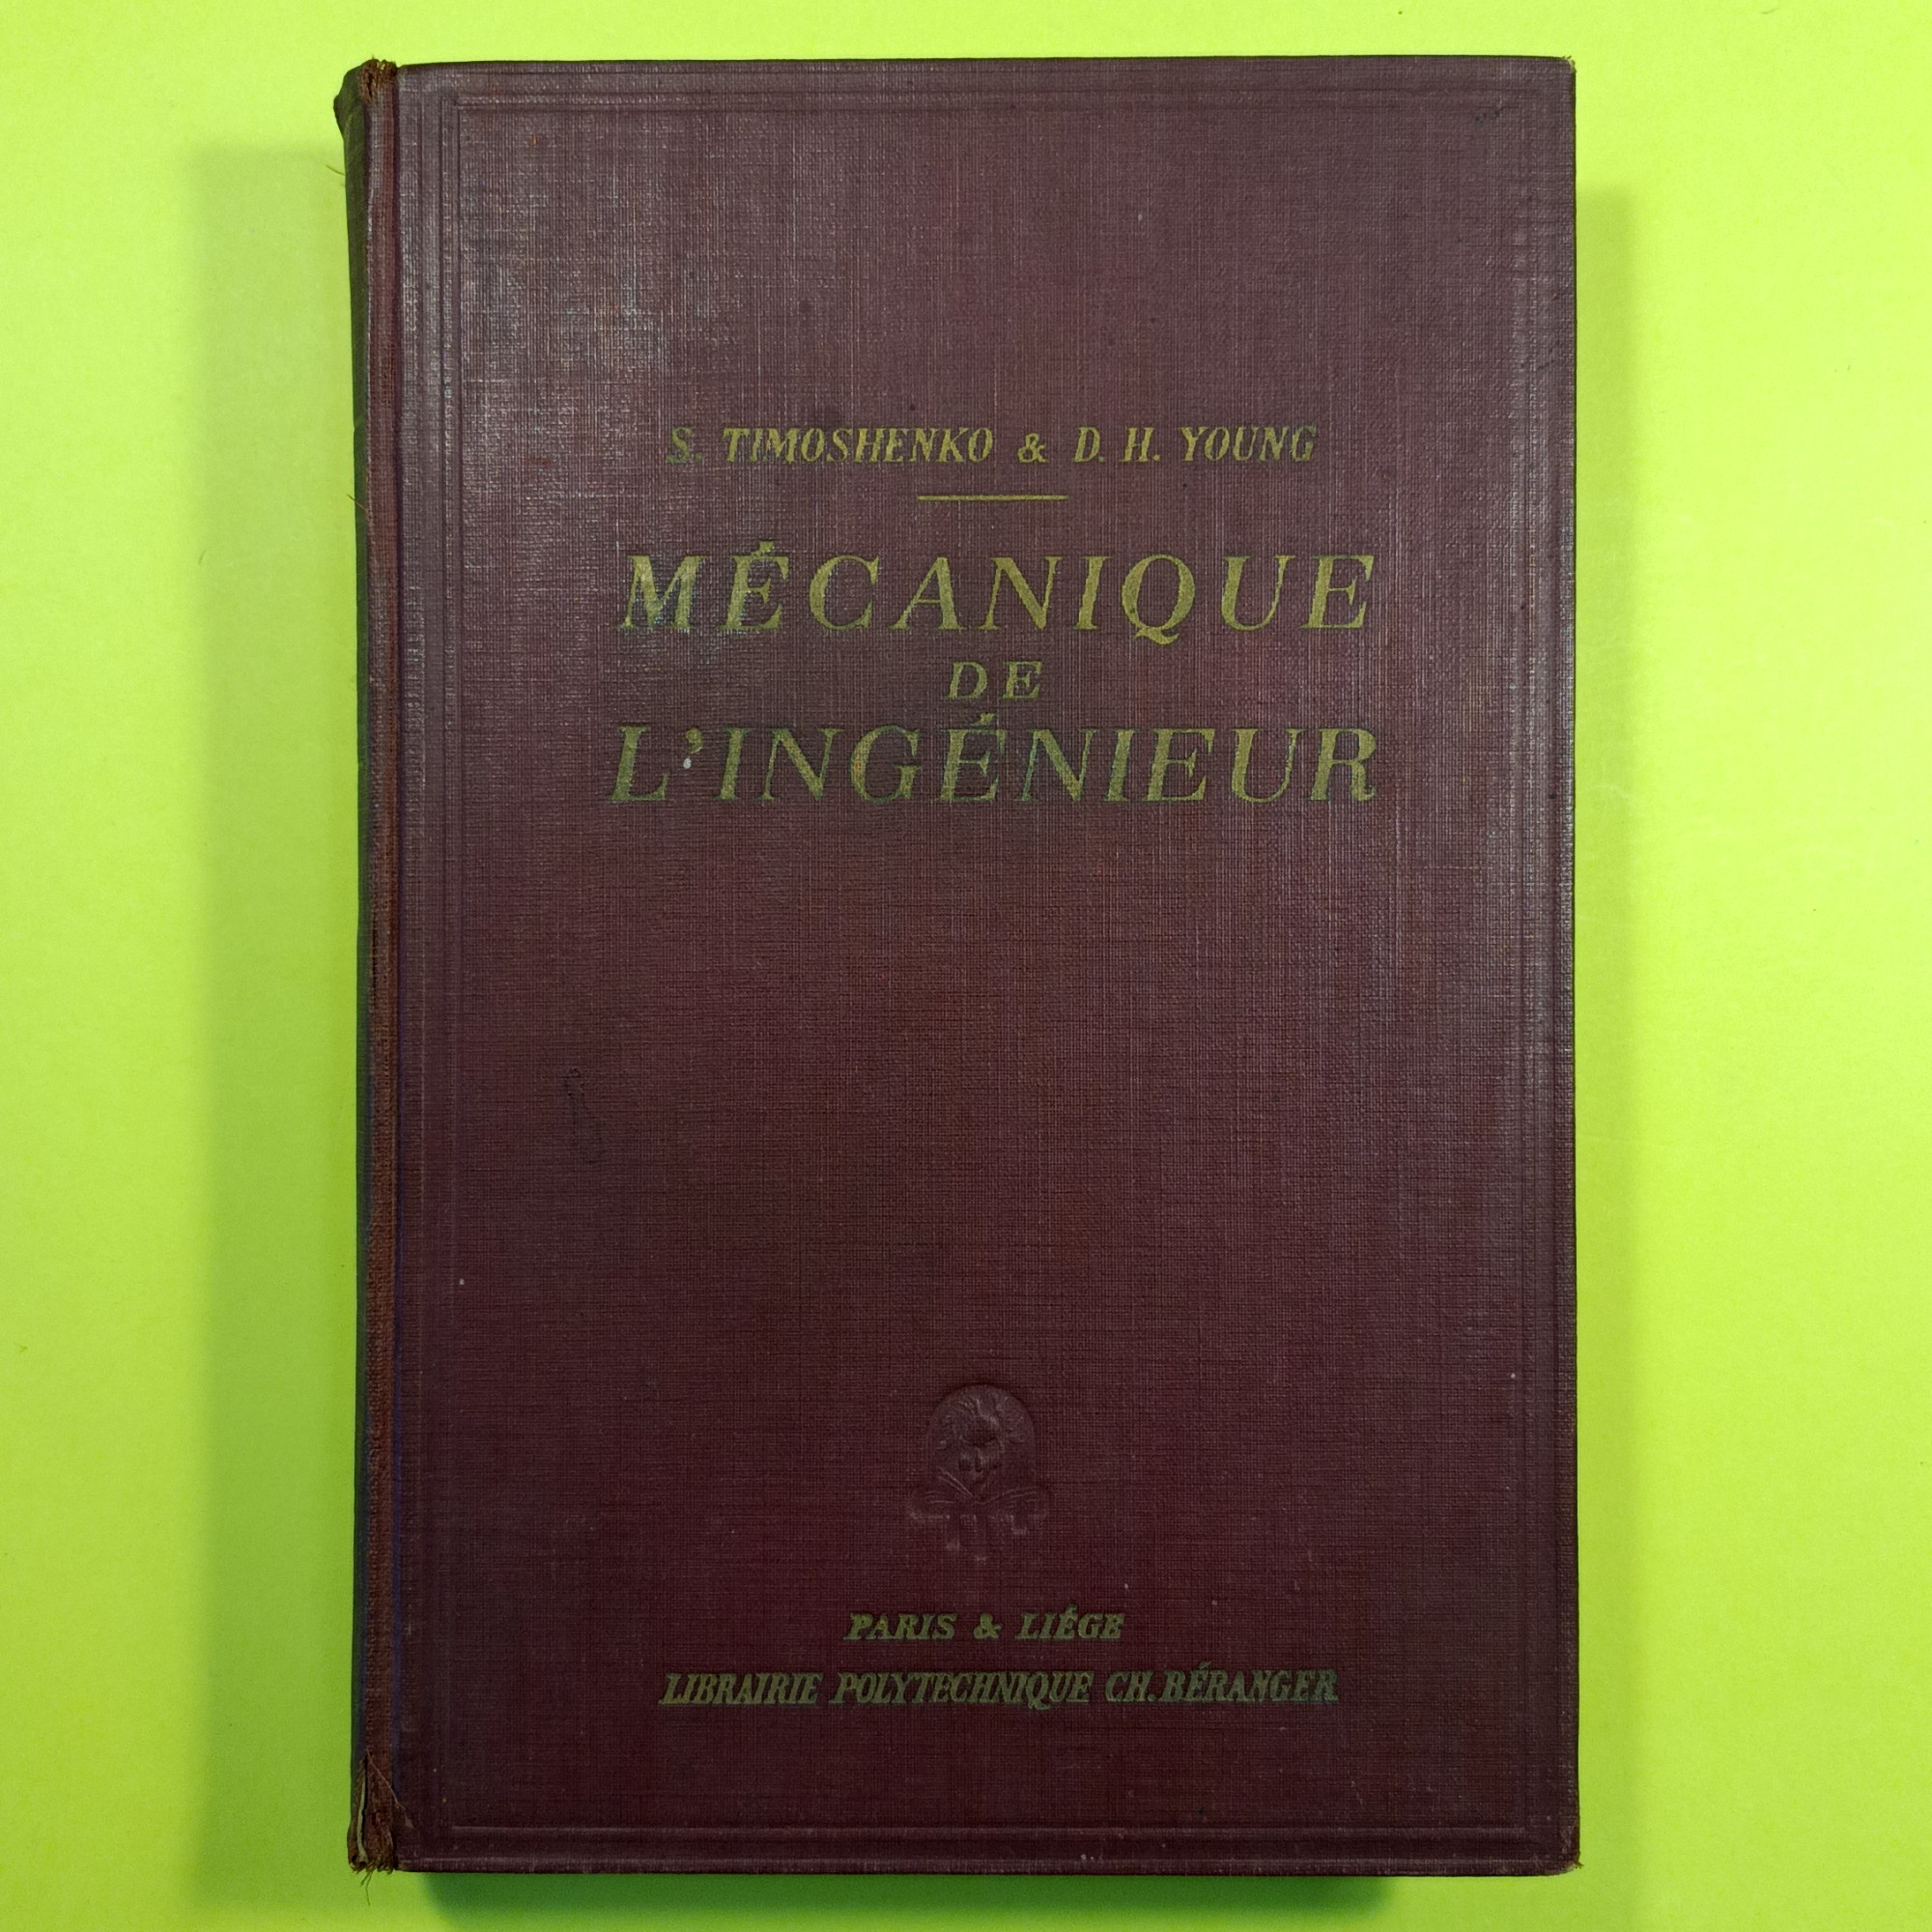 S. TIMOSHENKO & D. H. YOUNG
MÉCANIQUE
DE
L'INGÉNIEUR
PARIS & LIÉGE
LIBRAIRIE POLYTECHNIQUE CH. BÉRANGER